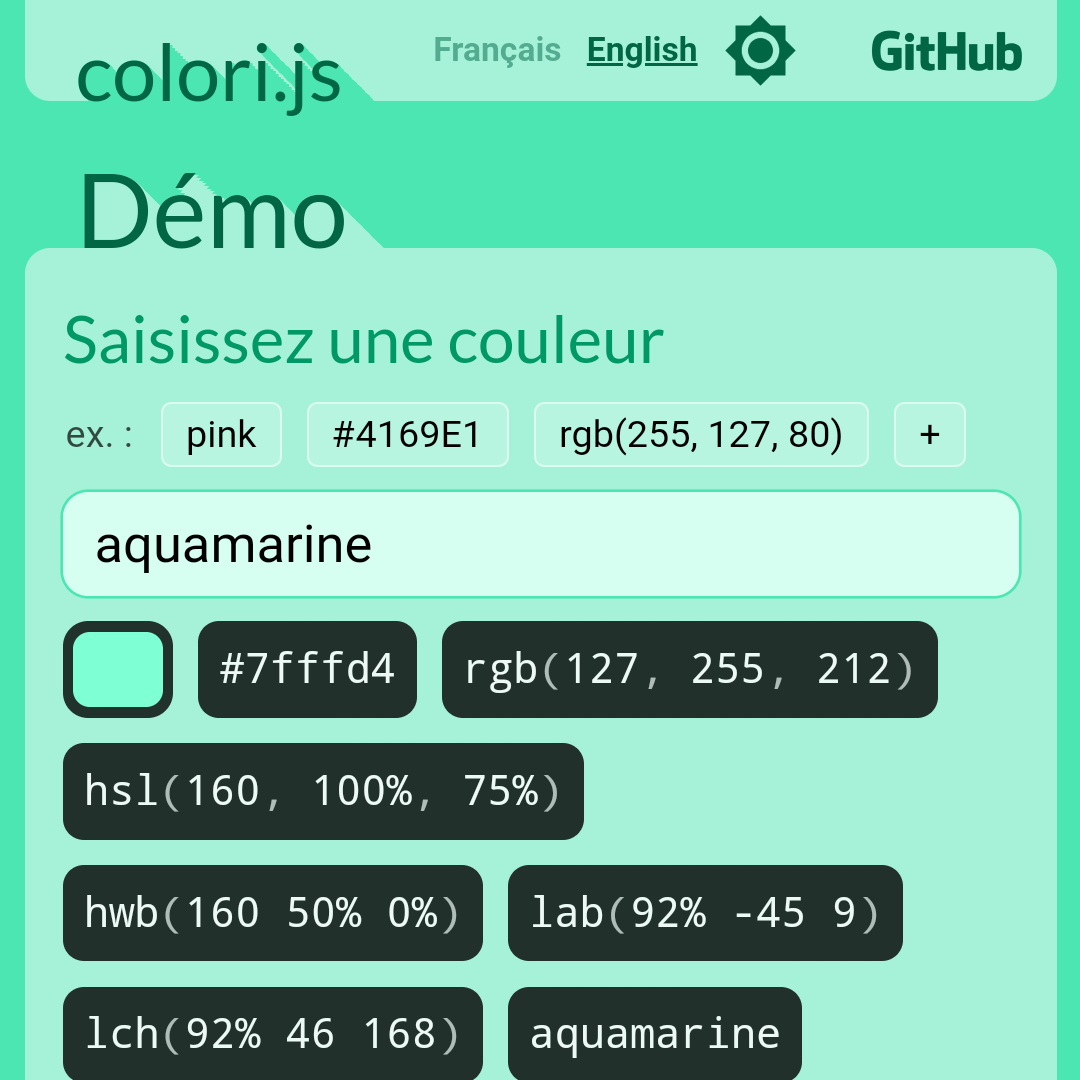 colori.js Français English GitHub
Démo
Saisissez une couleur
ex. : pink #4169E1 rgb(255, 127, 80) +
aquamarine
#7fffd4 rgb(127, 255, 212)
hsl(160, 100%, 75%)
hwb(160 50% 0%) lab(92% -45 9)
lch(92% 46 168) aquamarine